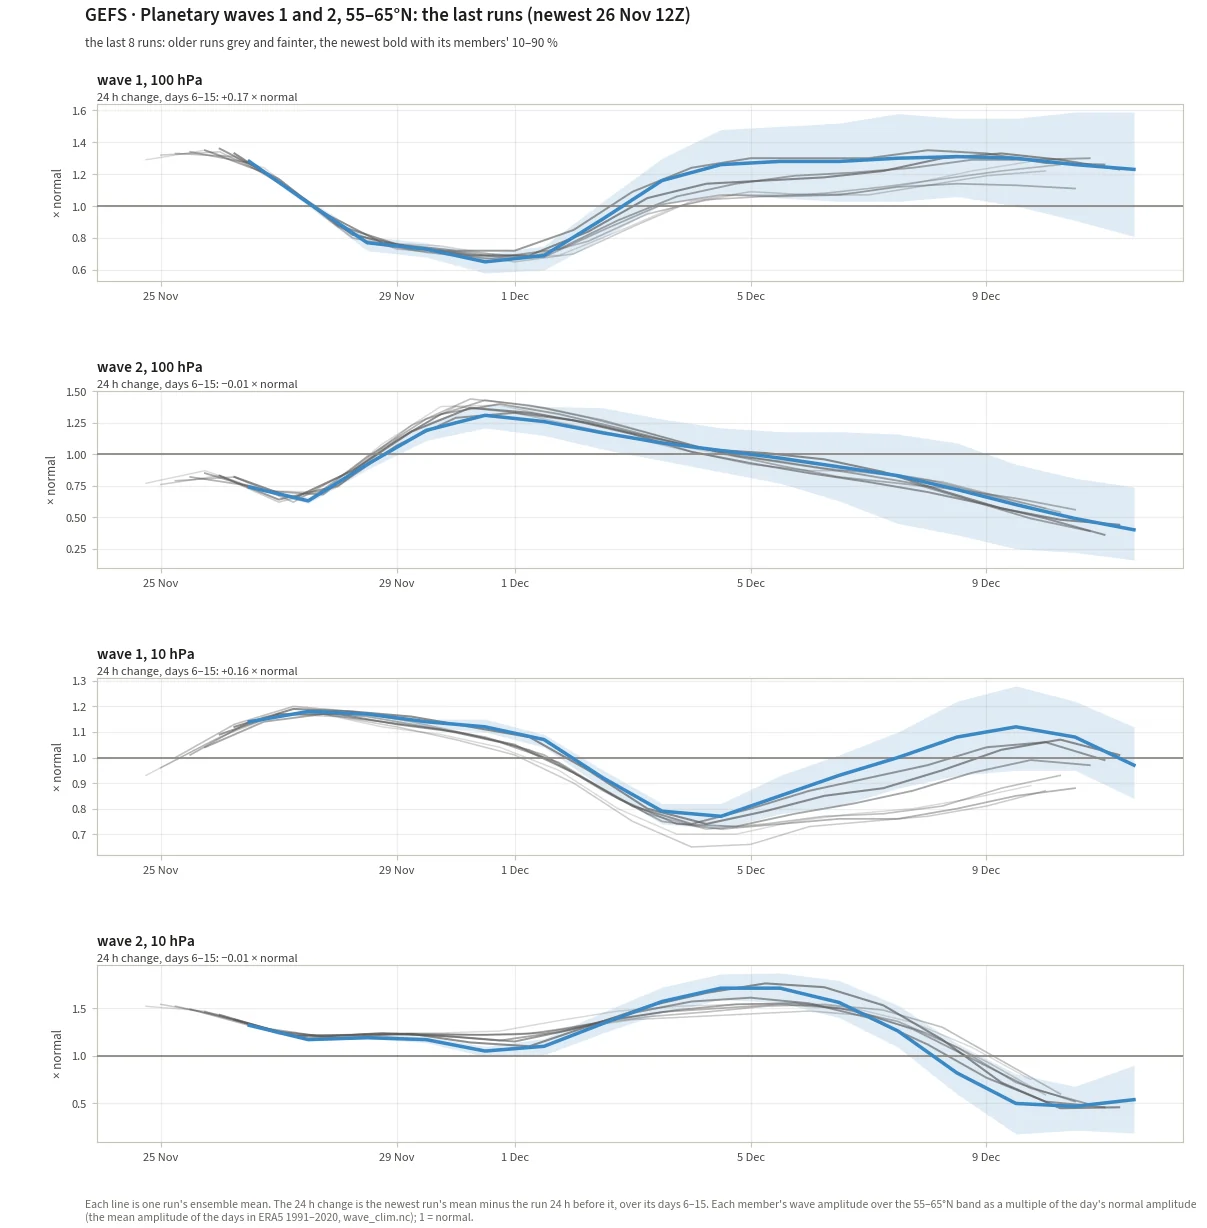 GEFS · Planetary waves 1 and 2, 55–65°N: the last runs (newest 26 Nov 12Z)
the last 8 runs: older runs grey and fainter, the newest bold with its members' 10–90 %
wave 1, 100 hPa
24 h change, days 6–15: +0.17 × normal
1.6
1.4
1.2
1.0
0.8
0.6
× normal
25 Nov
29 Nov
1 Dec
5 Dec
9 Dec
wave 2, 100 hPa
24 h change, days 6–15: −0.01 × normal
1.50
1.25
1.00
0.75
0.50
0.25
× normal
25 Nov
29 Nov
1 Dec
5 Dec
9 Dec
wave 1, 10 hPa
24 h change, days 6–15: +0.16 × normal
1.3
1.2
1.1
1.0
0.9
0.8
0.7
× normal
25 Nov
29 Nov
1 Dec
5 Dec
9 Dec
wave 2, 10 hPa
24 h change, days 6–15: −0.01 × normal
1.5
1.0
0.5
× normal
25 Nov
29 Nov
1 Dec
5 Dec
9 Dec
Each line is one run's ensemble mean. The 24 h change is the newest run's mean minus the run 24 h before it, over its days 6–15. Each member's wave amplitude over the 55–65°N band as a multiple of the day's normal amplitude
(the mean amplitude of the days in ERA5 1991–2020, wave_clim.nc); 1 = normal.